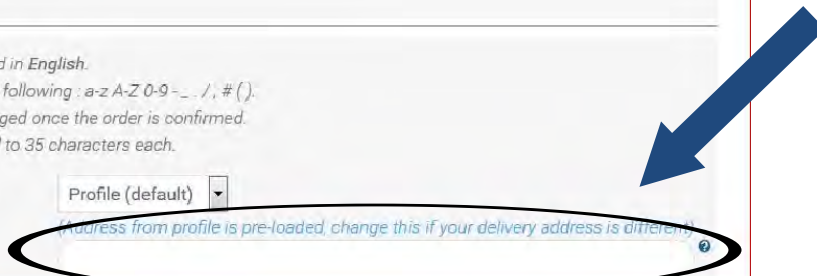 d in English.
following : a-z A-Z 0-9 - _ . / , # ( ).
ged once the order is confirmed.
to 35 characters each.
Profile (default)
(Address from profile is pre-loaded, change this if your delivery address is different)
?